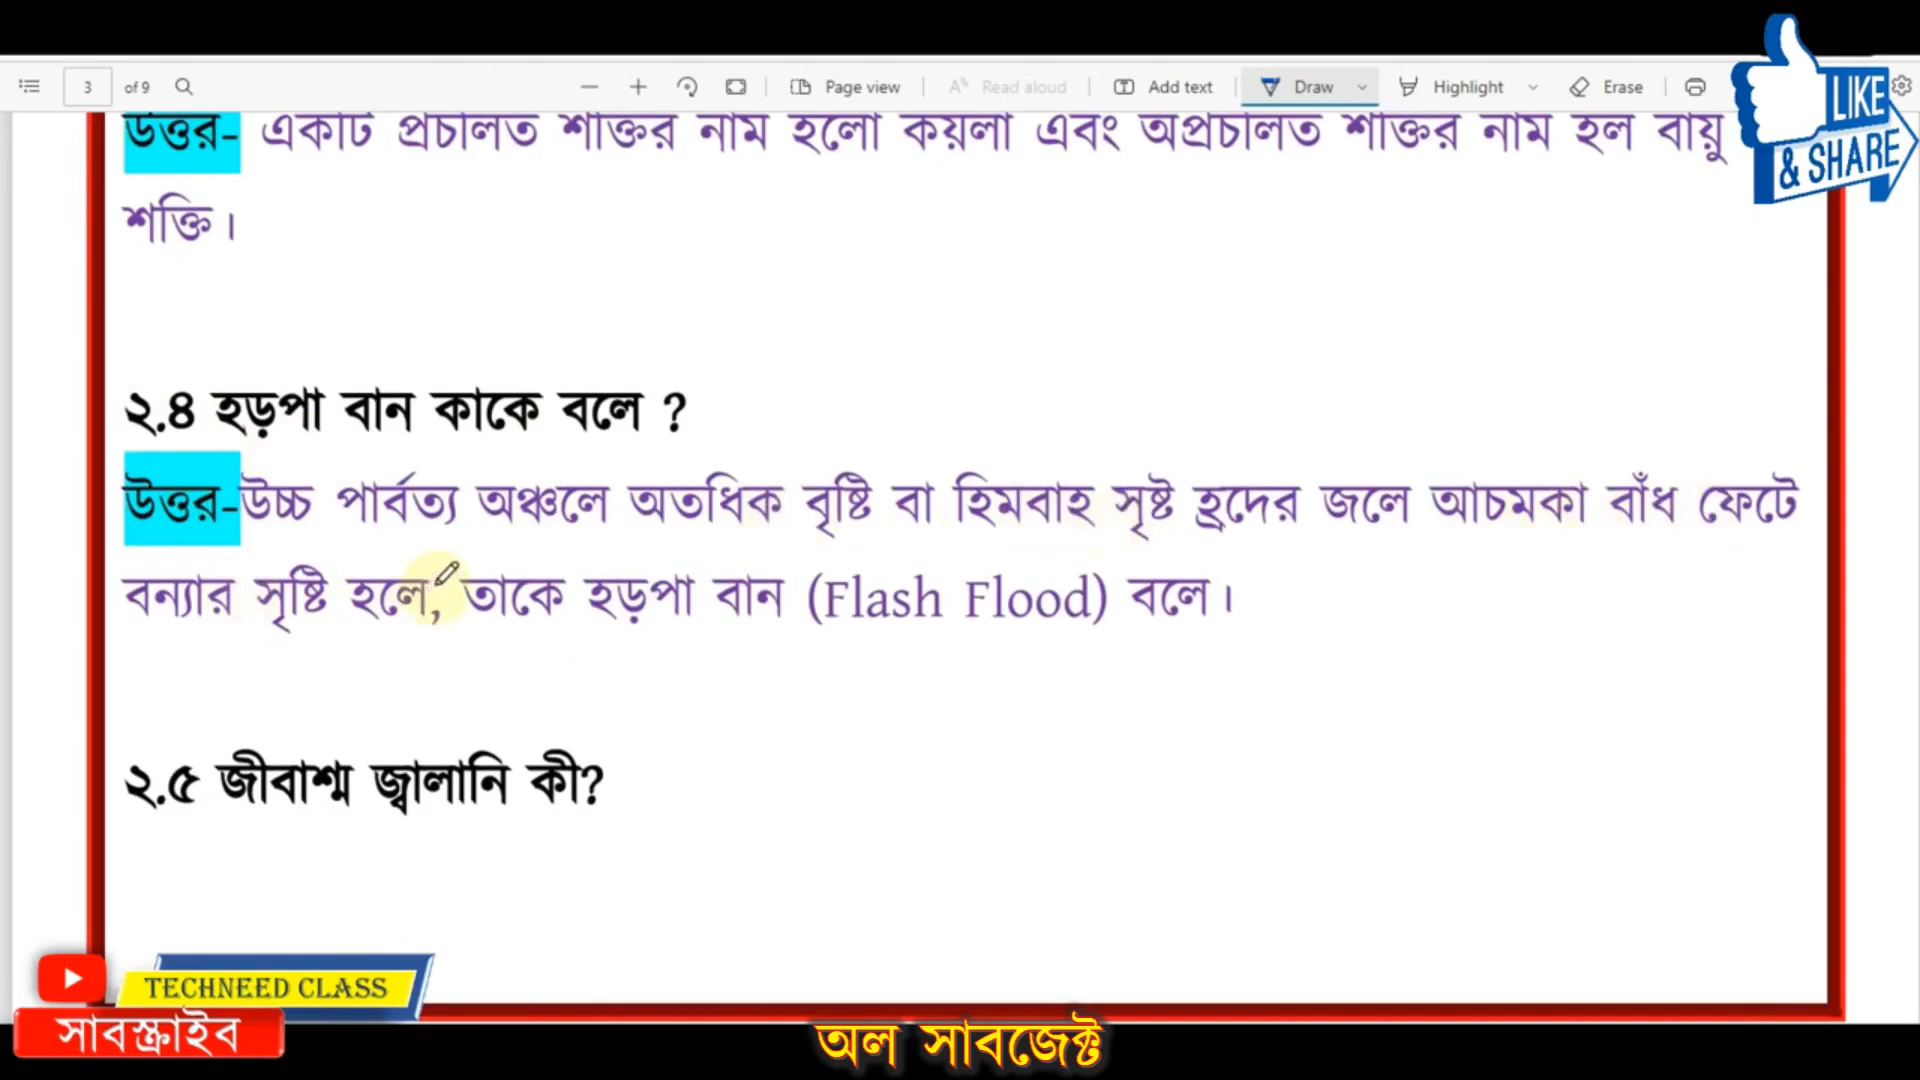 3 of 9 Page view Read aloud Add text Draw Highlight Erase
LIKE
& SHARE
উত্তর- একটি প্রচলিত শক্তির নাম হলো কয়লা এবং অপ্রচলিত শক্তির নাম হল বায়ু
শক্তি।
২.৪ হড়পা বান কাকে বলে ?
উত্তর-উচ্চ পার্বত্য অঞ্চলে অতধিক বৃষ্টি বা হিমবাহ সৃষ্ট হ্রদের জলে আচমকা বাঁধ ফেটে
বন্যার সৃষ্টি হলে, তাকে হড়পা বান (Flash Flood) বলে।
২.৫ জীবাশ্ম জ্বালানি কী?
TECHNEED CLASS
সাবস্ক্রাইব
অল সাবজেক্ট